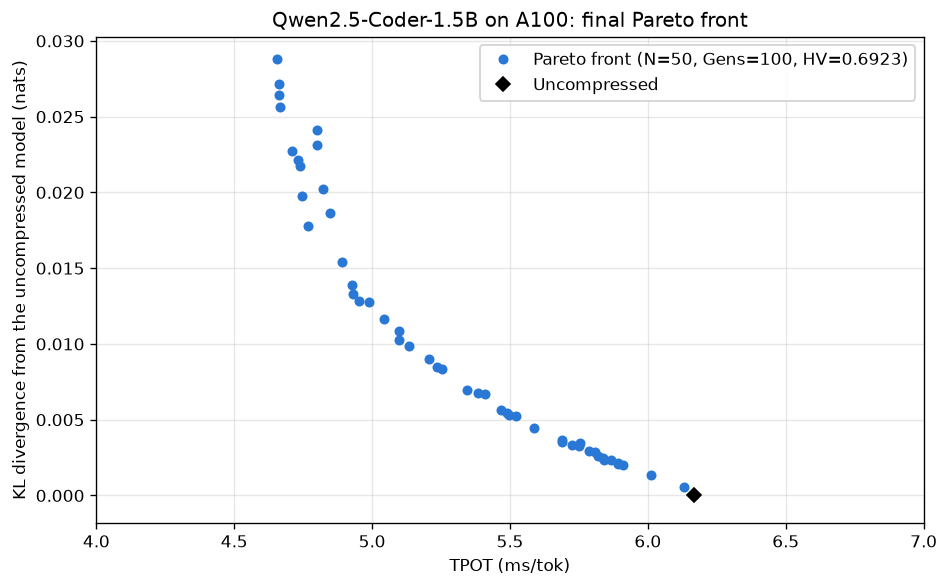 Qwen2.5-Coder-1.5B on A100: final Pareto front
Pareto front (N=50, Gens=100, HV=0.6923)
Uncompressed
KL divergence from the uncompressed model (nats)
0.030
0.025
0.020
0.015
0.010
0.005
0.000
4.0 4.5 5.0 5.5 6.0 6.5 7.0
TPOT (ms/tok)